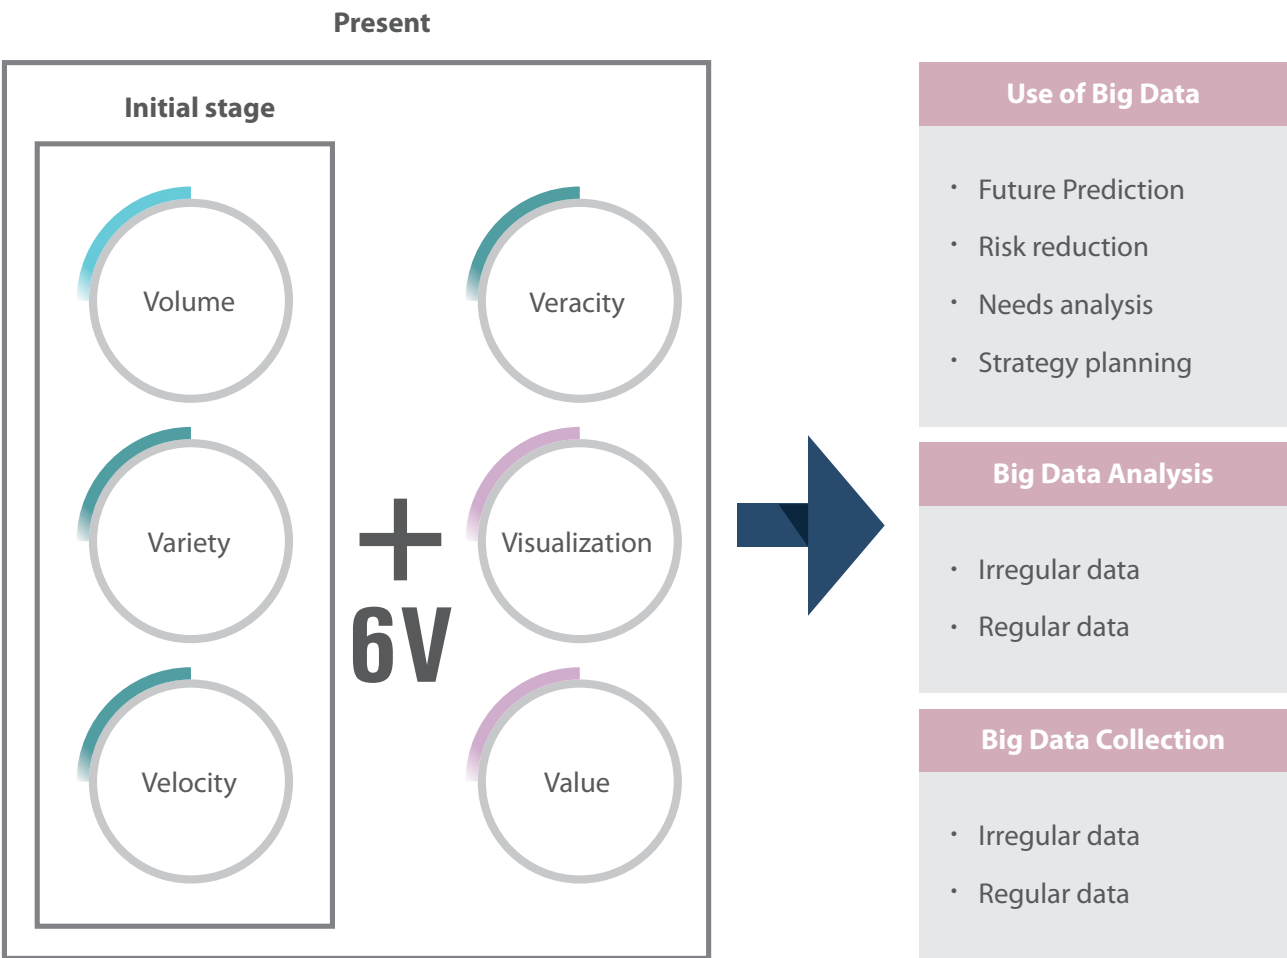 Present
Initial stage
Volume
Variety
Velocity
+
6V
Veracity
Visualization
Value
Use of Big Data
· Future Prediction
· Risk reduction
· Needs analysis
· Strategy planning
Big Data Analysis
· Irregular data
· Regular data
Big Data Collection
· Irregular data
· Regular data